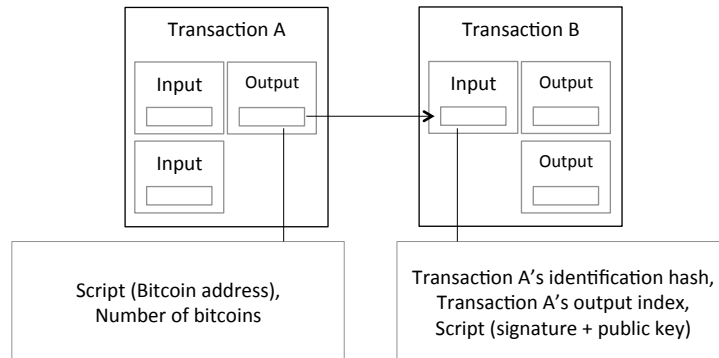 Transaction A
Input
Output
Input
Transaction B
Input
Output
Output
Script (Bitcoin address),
Number of bitcoins
Transaction A's identification hash,
Transaction A's output index,
Script (signature + public key)